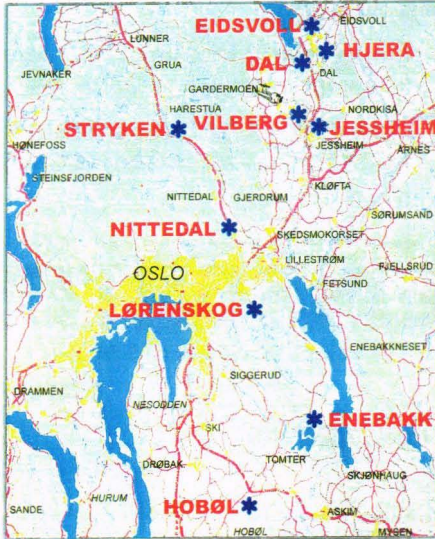 EIDSVOLL
EIDSVOLL
LUNNER
GRUA
HJERA
DAL
DAL
JEVNAKER
GARDERMOEN
HARESTUA
VILBERG
NORDKISA
STRYKEN
JESSHEIM
HØNEFOSS
JESSHEIM
ÅRNES
STEINSFJORDEN
KLØFTA
NITTEDAL
GJERDRUM
SØRUMSAND
NITTEDAL
SKEDSMOKORSET
OSLO
LILLESTRØM
FJELLSRUD
FETSUND
LØRENSKOG
ENEBAKKNESET
SIGGERUD
DRAMMEN
NESODDEN
ENEBAKK
SKI
DRØBAK
TOMTER
SKJØNHAUG
HURUM
SANDE
HOBØL
ASKIM
HOBØL
MYSEN